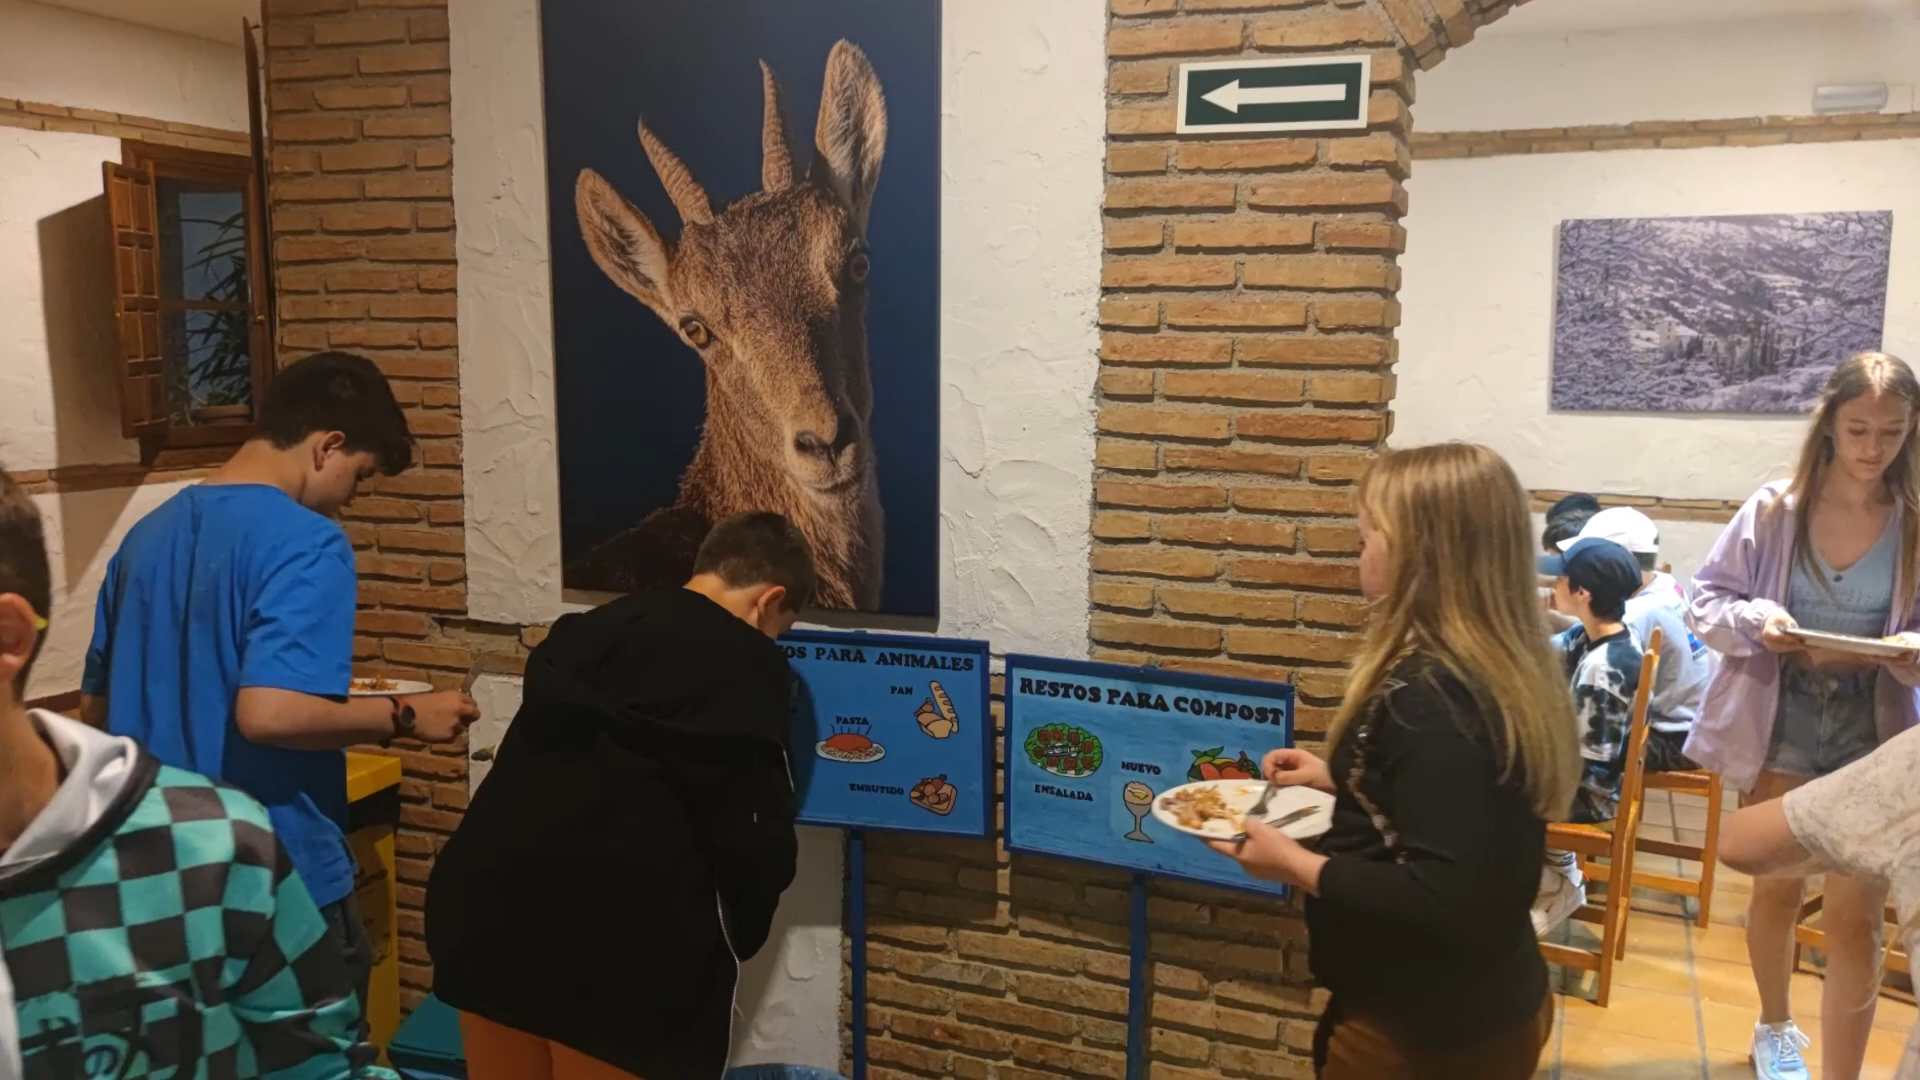 OS PARA ANIMALES
PAN
PASTA
EMBUTIDO
RESTOS PARA COMPOST
HUEVO
ENSALADA